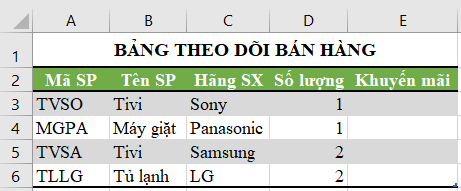 A B C D E
1 BẢNG THEO DÕI BÁN HÀNG
2 Mã SP Tên SP Hãng SX Số lượng Khuyến mãi
3 TVSO Tivi Sony 1
4 MGPA Máy giặt Panasonic 1
5 TVSA Tivi Samsung 2
6 TLLG Tủ lạnh LG 2